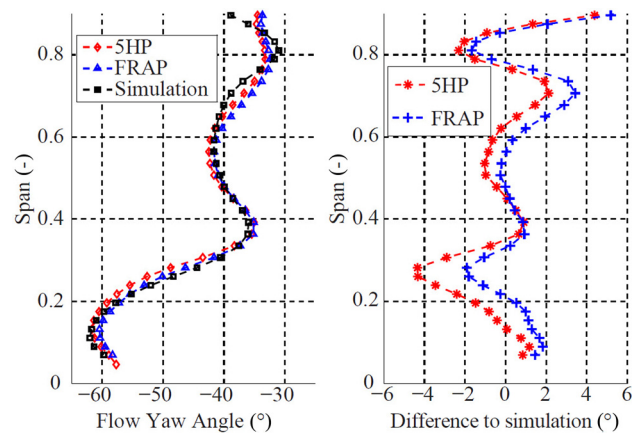 5HP
FRAP
Simulation
Span (-)
0.8
0.6
0.4
0.2
0
−60
−50
−40
−30
Flow Yaw Angle (°)
5HP
FRAP
Span (-)
0.8
0.6
0.4
0.2
0
−6
−4
−2
0
2
4
6
Difference to simulation (°)